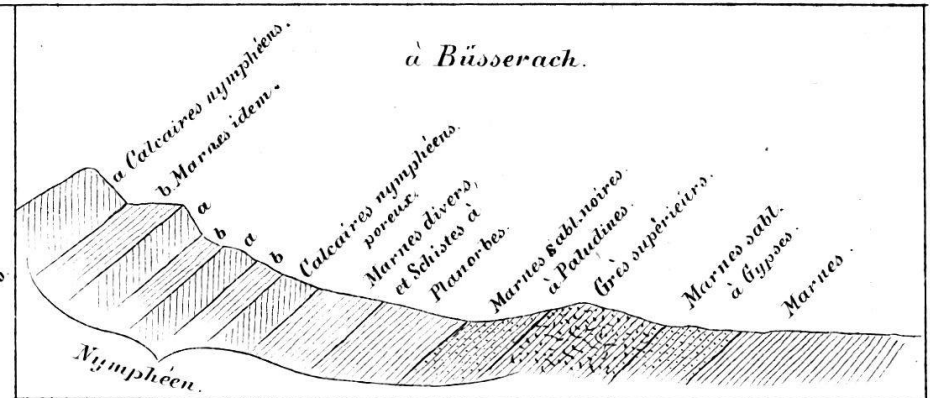 à Büsserach.
a Calcaires nymphéens.
b. Marnes idem.
a
b
a
b
Calcaires nymphéens.
poreux.
Marnes divers,
et Schistes à
Planorbes.
Marnes sabl. noires.
à Paludines.
Grès supérieurs.
Marnes sabl.
à Gypses.
Marnes.
Nymphéen.